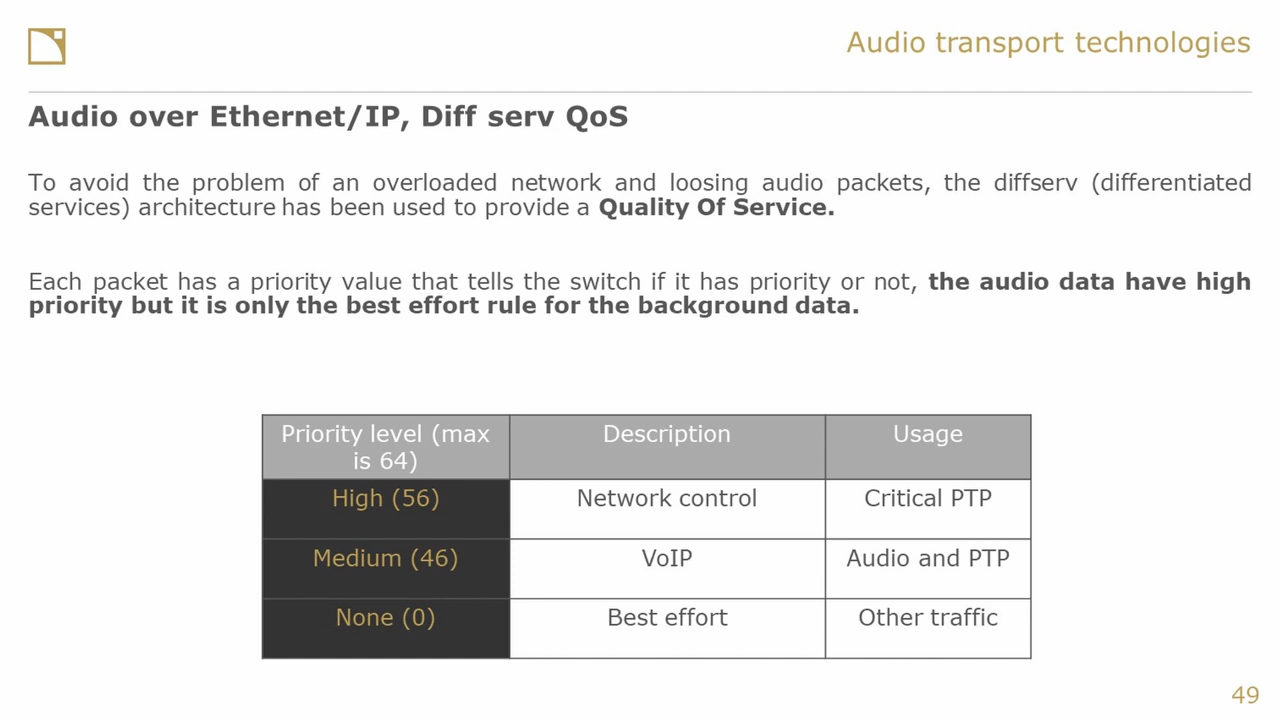 Audio transport technologies
Audio over Ethernet/IP, Diff serv QoS
To avoid the problem of an overloaded network and loosing audio packets, the diffserv (differentiated
services) architecture has been used to provide a Quality Of Service.
Each packet has a priority value that tells the switch if it has priority or not, the audio data have high
priority but it is only the best effort rule for the background data.
Priority level (max
is 64)
Description
Usage
High (56)
Network control
Critical PTP
Medium (46)
VoIP
Audio and PTP
None (0)
Best effort
Other traffic
49